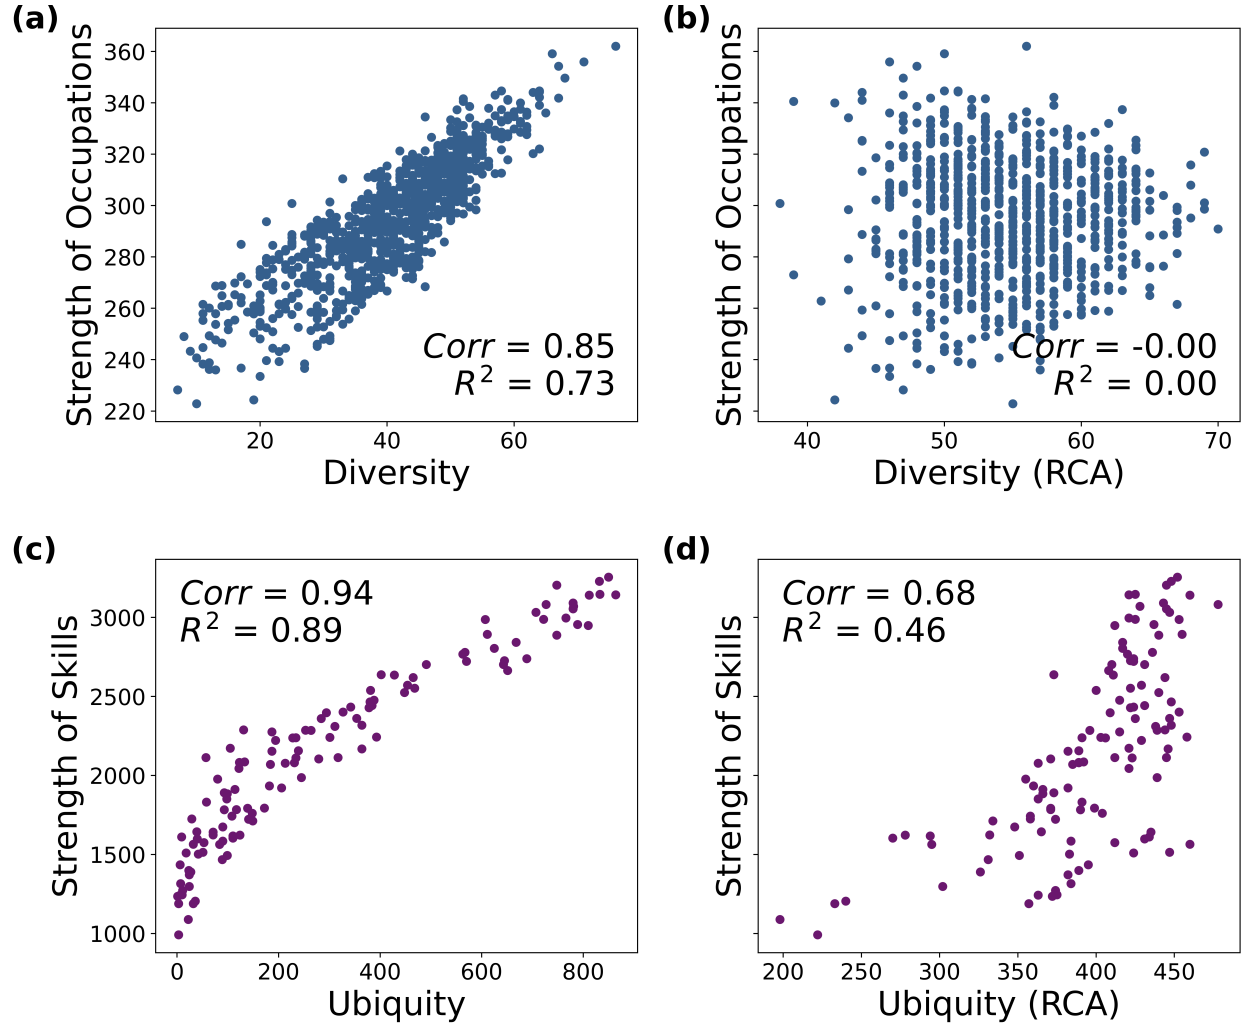 (a)
Strength of Occupations
360
340
320
300
280
260
240
220
Corr = 0.85
R² = 0.73
20 40 60
Diversity
(b)
Strength of Occupations
Corr = -0.00
R² = 0.00
40 50 60 70
Diversity (RCA)
(c)
Strength of Skills
3000
2500
2000
1500
1000
Corr = 0.94
R² = 0.89
0 200 400 600 800
Ubiquity
(d)
Strength of Skills
Corr = 0.68
R² = 0.46
200 250 300 350 400 450
Ubiquity (RCA)